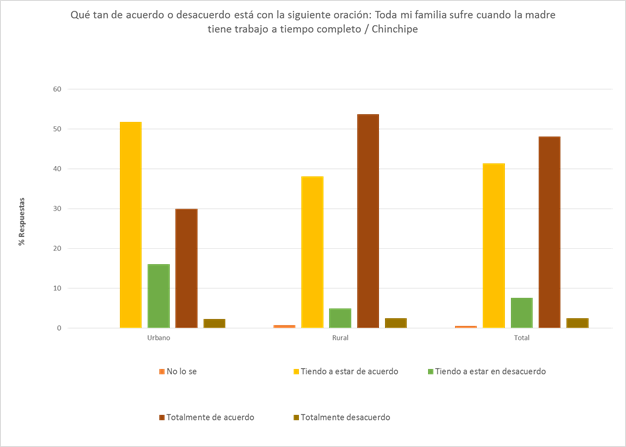 Qué tan de acuerdo o desacuerdo está con la siguiente oración: Toda mi familia sufre cuando la madre
tiene trabajo a tiempo completo / Chinchipe
60
50
40
30
20
10
0
% Respuestas
Urbano
Rural
Total
No lo se
Tiendo a estar de acuerdo
Tiendo a estar en desacuerdo
Totalmente de acuerdo
Totalmente desacuerdo